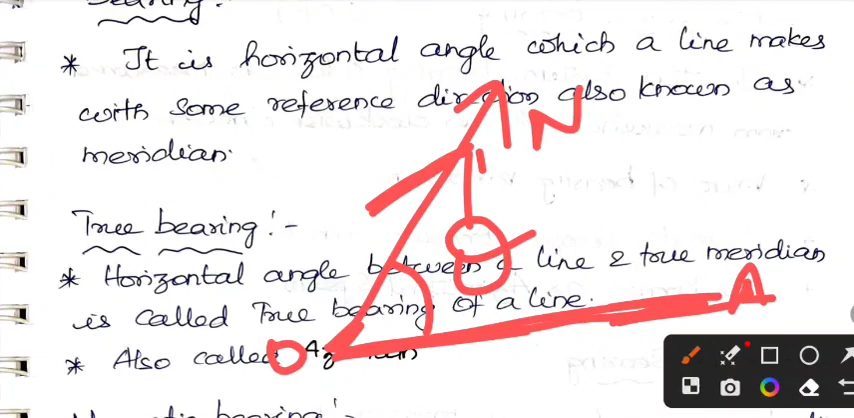 * It is horizontal angle which a line makes
with some reference direction also known as
meridian.
True bearing :-
* Horizontal angle between a line & true meridian
is called True bearing of a line.
* Also called
N
θ
A
O